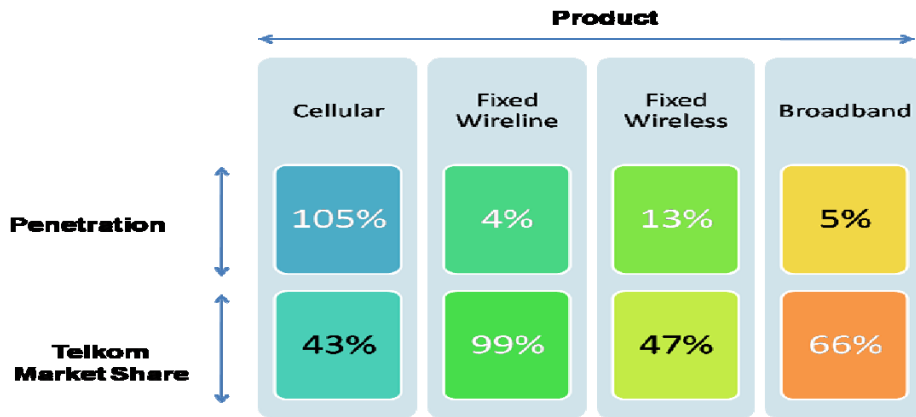 Product
Cellular
Fixed
Wireline
Fixed
Wireless
Broadband
Penetration
105%
4%
13%
5%
Telkom
Market Share
43%
99%
47%
66%